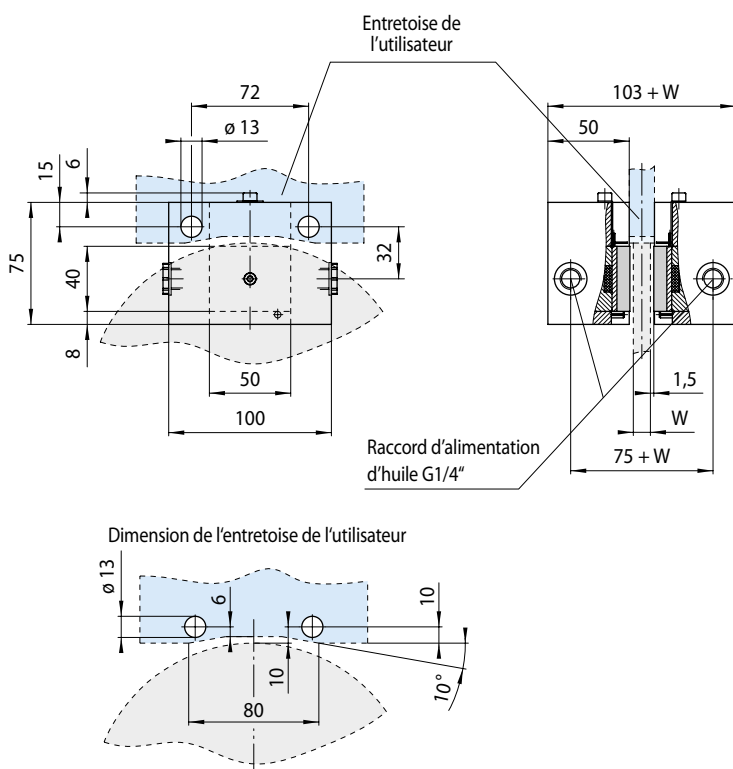 Entretoise de
l'utilisateur
72
103 + W
ø 13
50
6
15
75
40
32
8
50
1,5
100
W
Raccord d'alimentation
d'huile G1/4“
75 + W
Dimension de l'entretoise de l'utilisateur
ø 13
6
10
10
10°
80